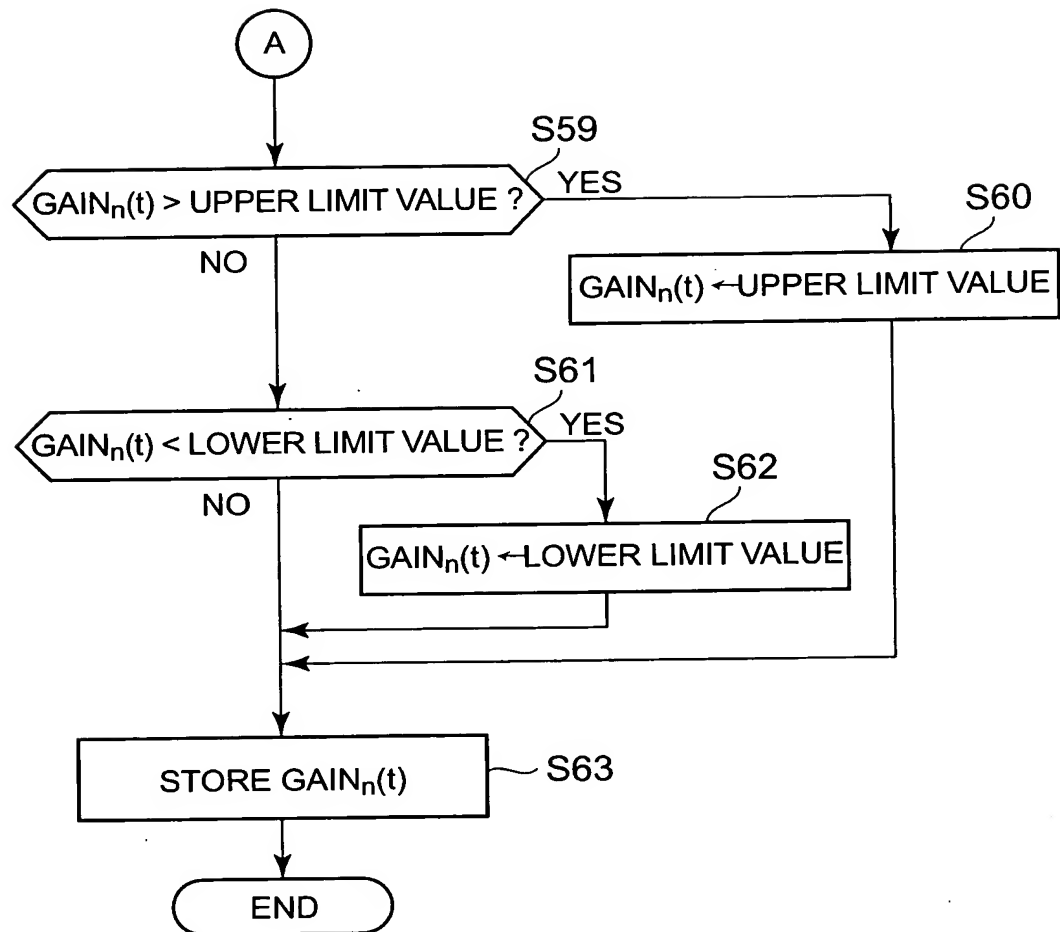 A
S59
GAINn(t) > UPPER LIMIT VALUE ?
YES
S60
NO
GAINn(t) ←UPPER LIMIT VALUE
S61
GAINn(t) < LOWER LIMIT VALUE ?
YES
S62
NO
GAINn(t) ←LOWER LIMIT VALUE
STORE GAINn(t)
S63
END